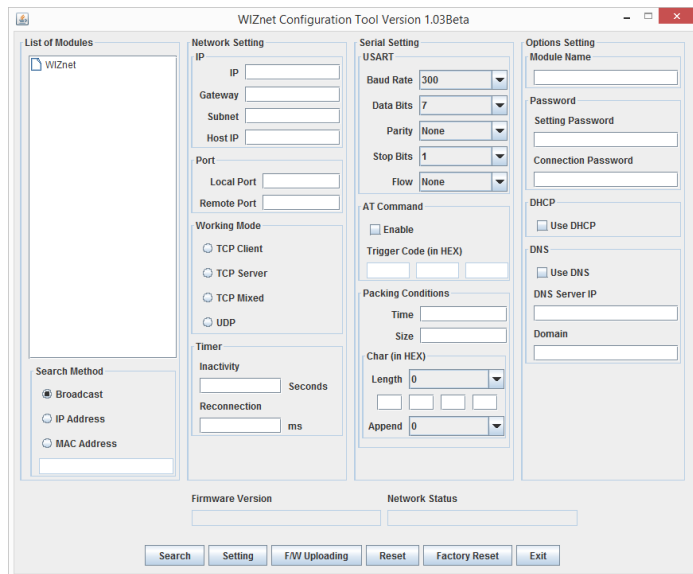 WIZnet Configuration Tool Version 1.03Beta
List of Modules
WIZnet
Search Method
Broadcast
IP Address
MAC Address
Network Setting
IP
IP
Gateway
Subnet
Host IP
Port
Local Port
Remote Port
Working Mode
TCP Client
TCP Server
TCP Mixed
UDP
Timer
Inactivity
Seconds
Reconnection
ms
Serial Setting
USART
Baud Rate 300
Data Bits 7
Parity None
Stop Bits 1
Flow None
AT Command
Enable
Trigger Code (in HEX)
Packing Conditions
Time
Size
Char (in HEX)
Length 0
Append 0
Options Setting
Module Name
Password
Setting Password
Connection Password
DHCP
Use DHCP
DNS
Use DNS
DNS Server IP
Domain
Firmware Version
Network Status
Search Setting F/W Uploading Reset Factory Reset Exit